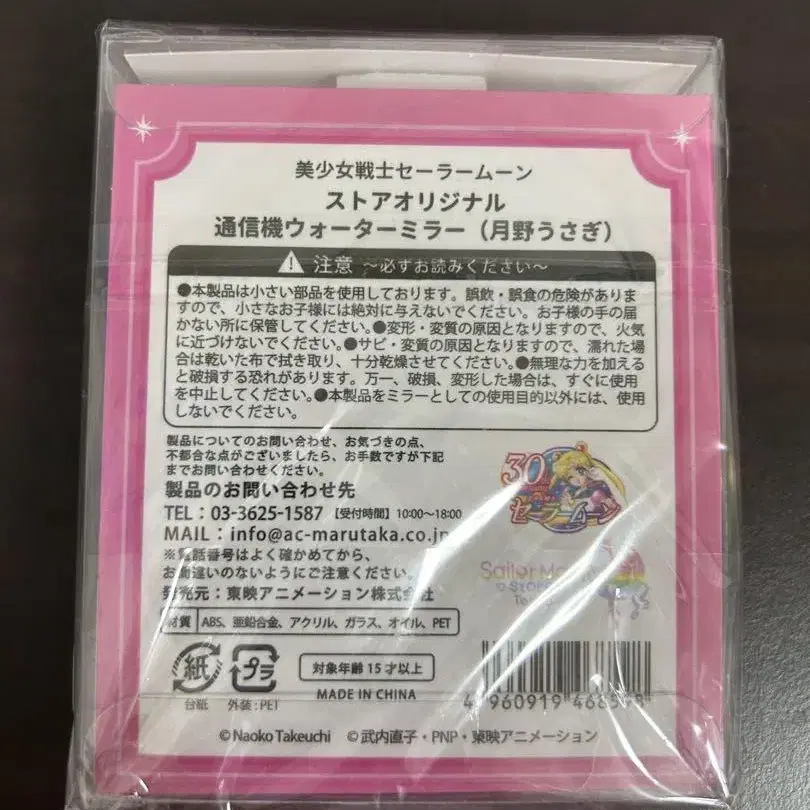 美少女戦士セーラームーン
ストアオリジナル
通信機ウォーターミラー（月野うさぎ）
注意 ～必ずお読みください～
●本製品は小さい部品を使用しております。誤飲・誤食の危険がありま
すので、小さなお子様には絶対に与えないでください。お子様の手の届
かない所に保管してください。●変形・変質の原因となりますので、火気
に近づけないでください。●サビ・変質の原因となりますので、濡れた場
合は乾いた布で拭き取り、十分乾燥させてください。●無理な力を加える
と破損する恐れがあります。万一、破損、変形した場合は、すぐに使用
を中止してください。●本製品をミラーとしての使用目的以外には、使用
しないでください。
製品についてのお問い合わせ、お気づきの点、
不都合な点がございましたら、お手数ですが下記
までお問い合わせください。
製品のお問い合わせ先
TEL：03-3625-1587【受付時間】10:00～18:00
MAIL：info@ac-marutaka.co.jp
※電話番号はよく確かめてから、
お間違いのないようにご注意ください。
発売元：東映アニメーション株式会社
30
セーラームーン
Sailor
材質 ABS、亜鉛合金、アクリル、ガラス、オイル、PET
紙
台紙
プラ
外装：PET
対象年齢15才以上
MADE IN CHINA
960919
©Naoko Takeuchi ©武内直子・PNP・東映アニメーション